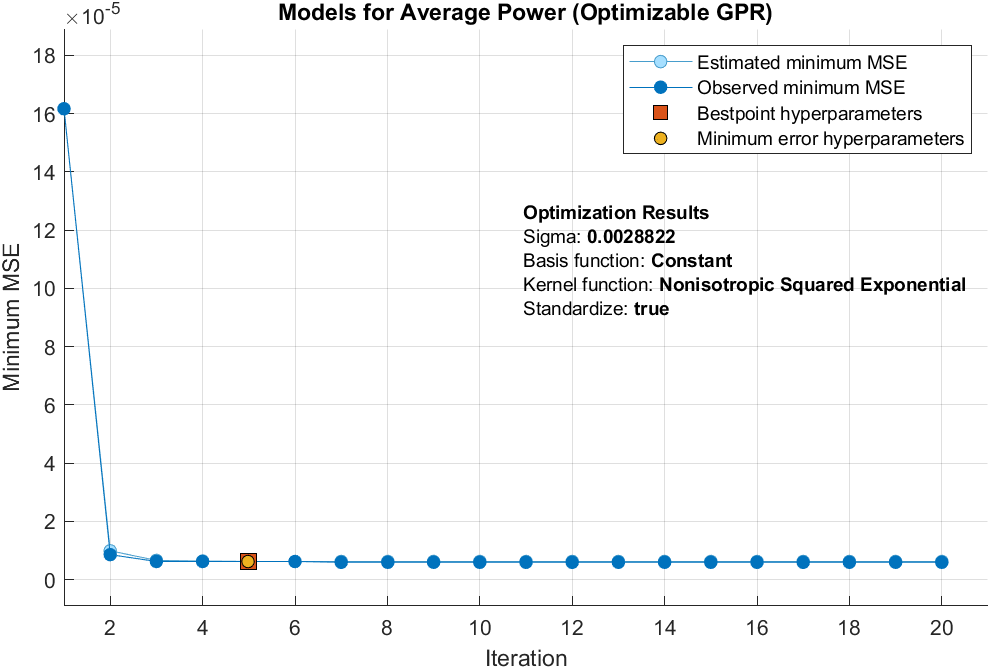 Models for Average Power (Optimizable GPR)
×10⁻⁵
18
16
14
12
10
8
6
4
2
0
Minimum MSE
Estimated minimum MSE
Observed minimum MSE
Bestpoint hyperparameters
Minimum error hyperparameters
Optimization Results
Sigma: 0.0028822
Basis function: Constant
Kernel function: Nonisotropic Squared Exponential
Standardize: true
2 4 6 8 10 12 14 16 18 20
Iteration